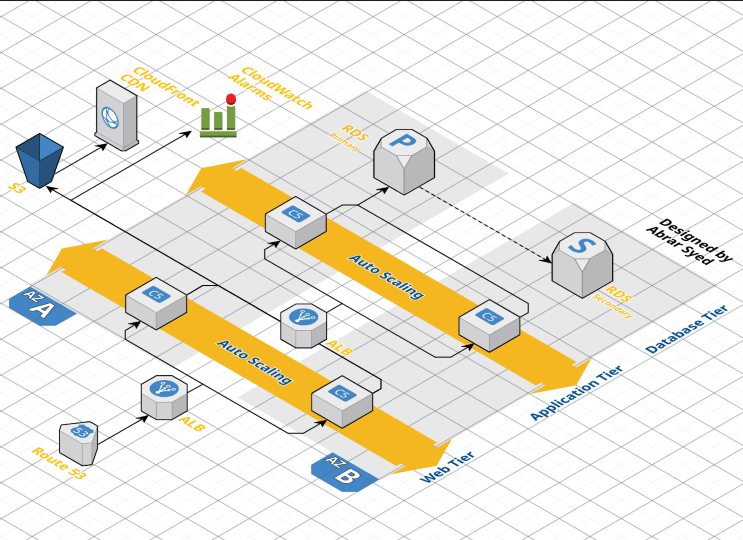 CloudFront
CDN
CloudWatch
Alarms
S3
RDS
Primary
P
C5
Designed by
Abrar Syed
S
RDS
Secondary
Auto Scaling
AZ
A
C5
C5
Database Tier
ALB
Auto Scaling
C5
Application Tier
53
Route 53
ALB
AZ
B
Web Tier